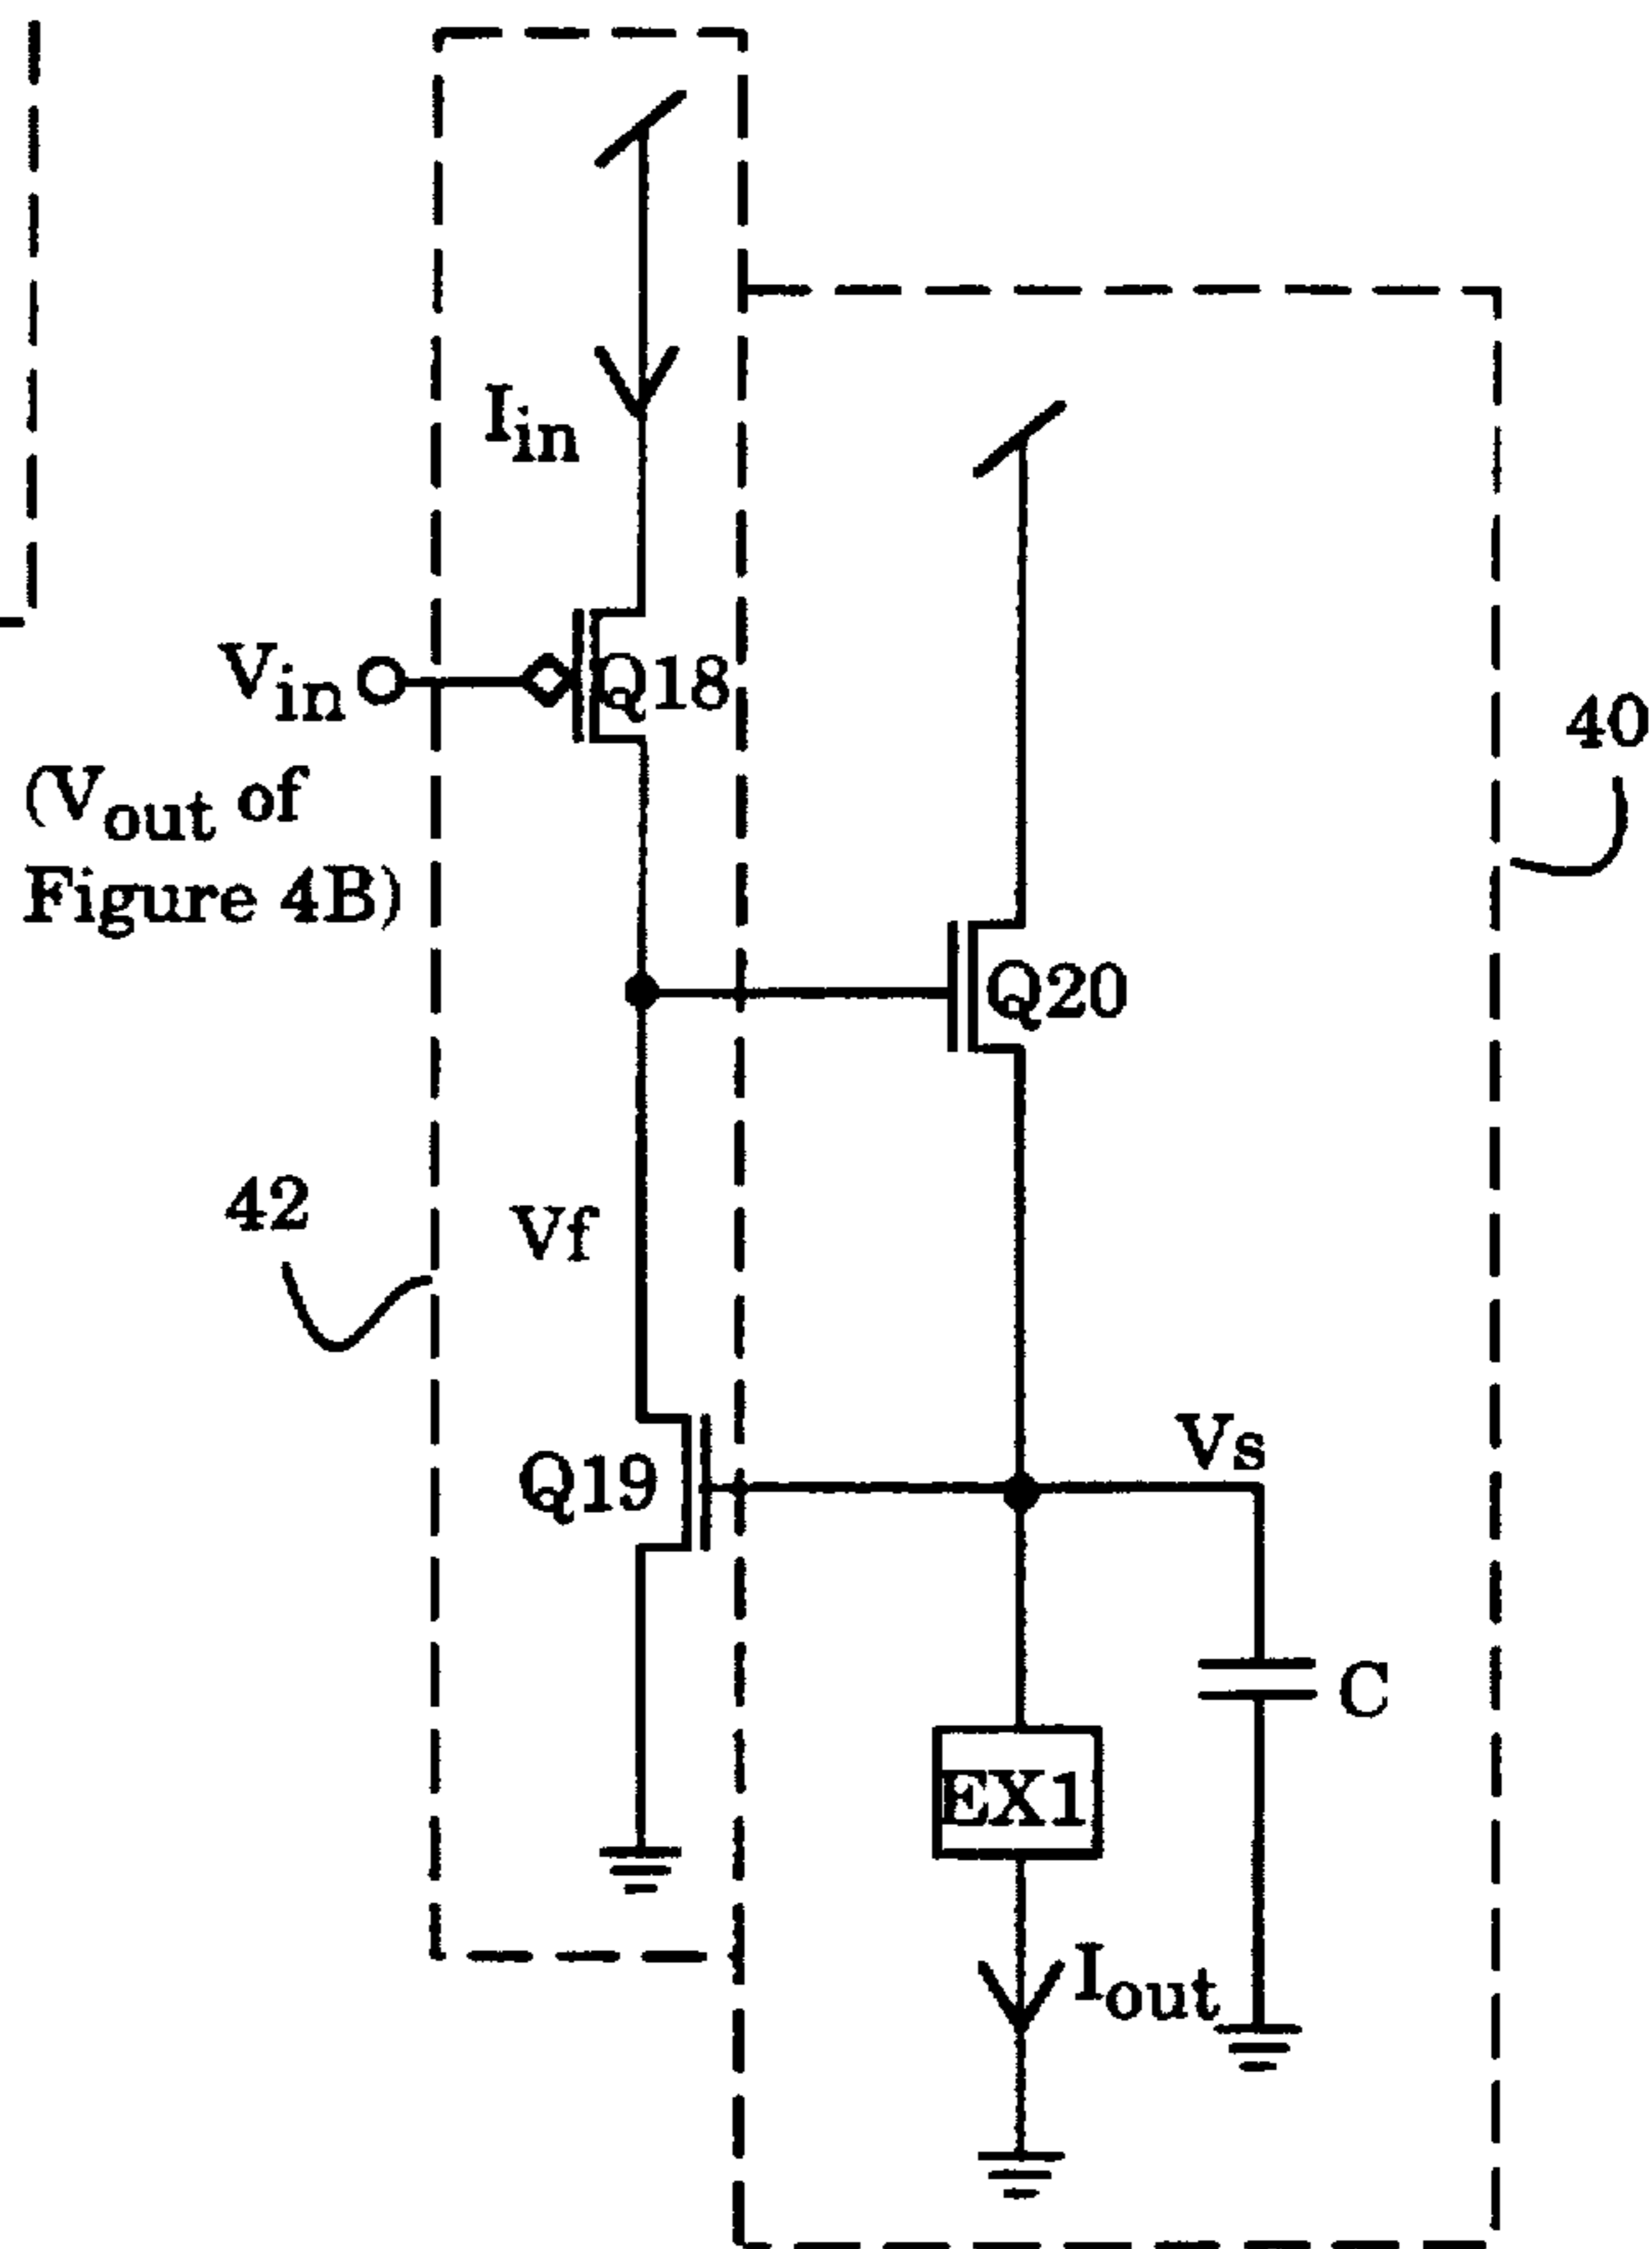 Iin
Vin
Q18
40
(Vout of
Figure 4B)
Q20
42
Vf
Vs
Q19
C
EX1
Iout